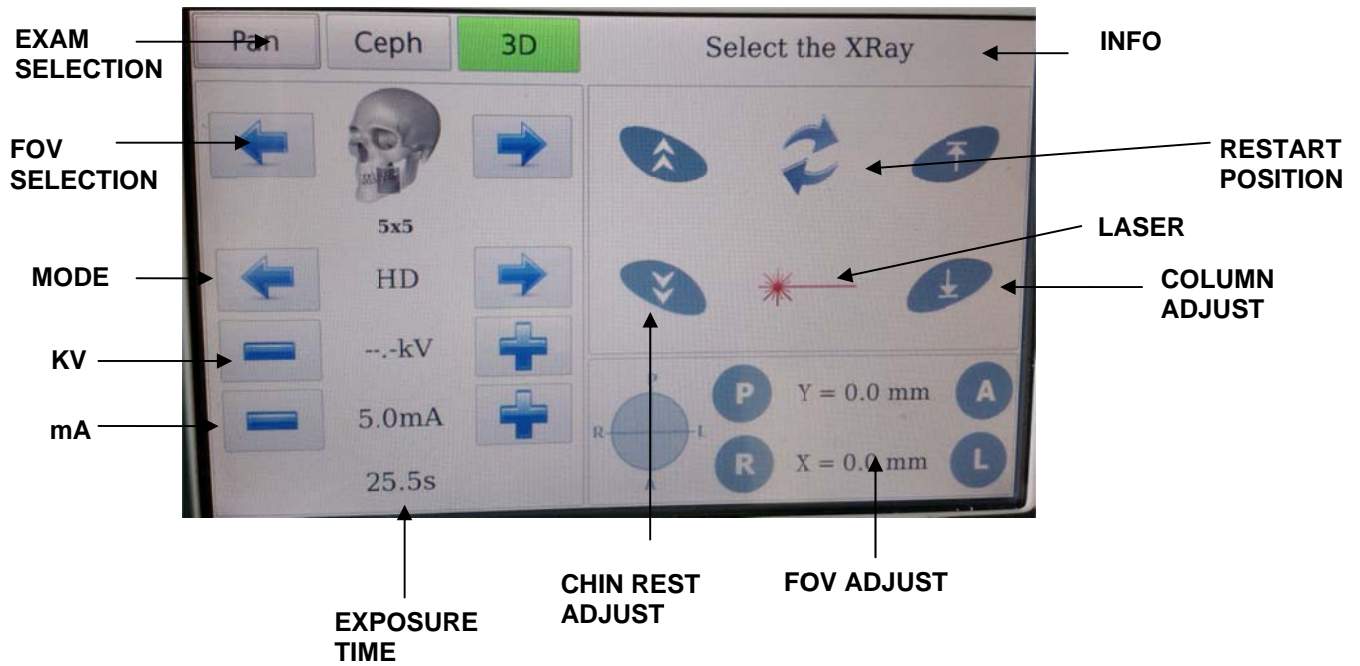 EXAM
SELECTION
Pan
Ceph
3D
Select the XRay
INFO
FOV
SELECTION
5x5
RESTART
POSITION
LASER
MODE
HD
COLUMN
ADJUST
KV
--.-kV
mA
5.0mA
25.5s
P
R
L
A
P
Y = 0.0 mm
A
R
X = 0.0 mm
L
CHIN REST
ADJUST
FOV ADJUST
EXPOSURE
TIME